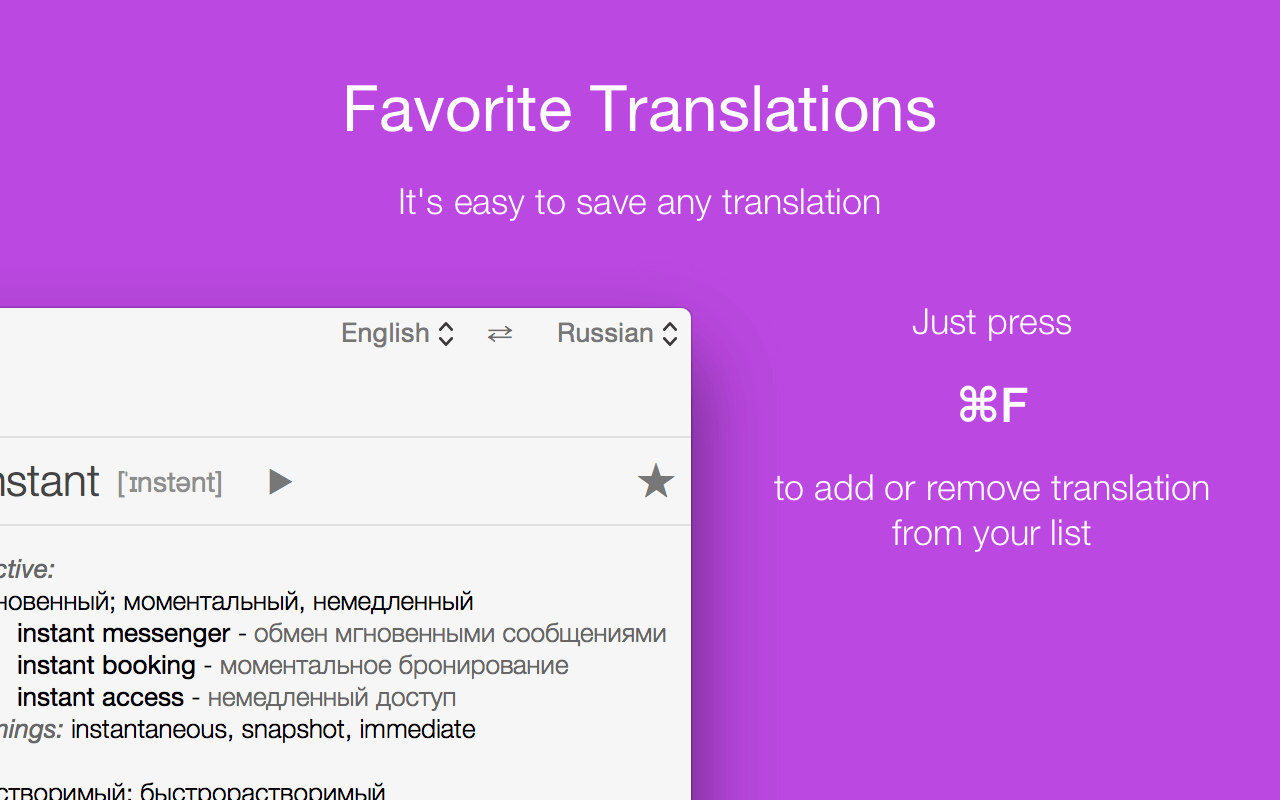 Favorite Translations
It's easy to save any translation
English Russian
Just press
⌘F
to add or remove translation
from your list
nstant [ˈɪnstənt]
ctive:
новенный; моментальный, немедленный
instant messenger - обмен мгновенными сообщениями
instant booking - моментальное бронирование
instant access - немедленный доступ
nings: instantaneous, snapshot, immediate
створимый; быстрорастворимый